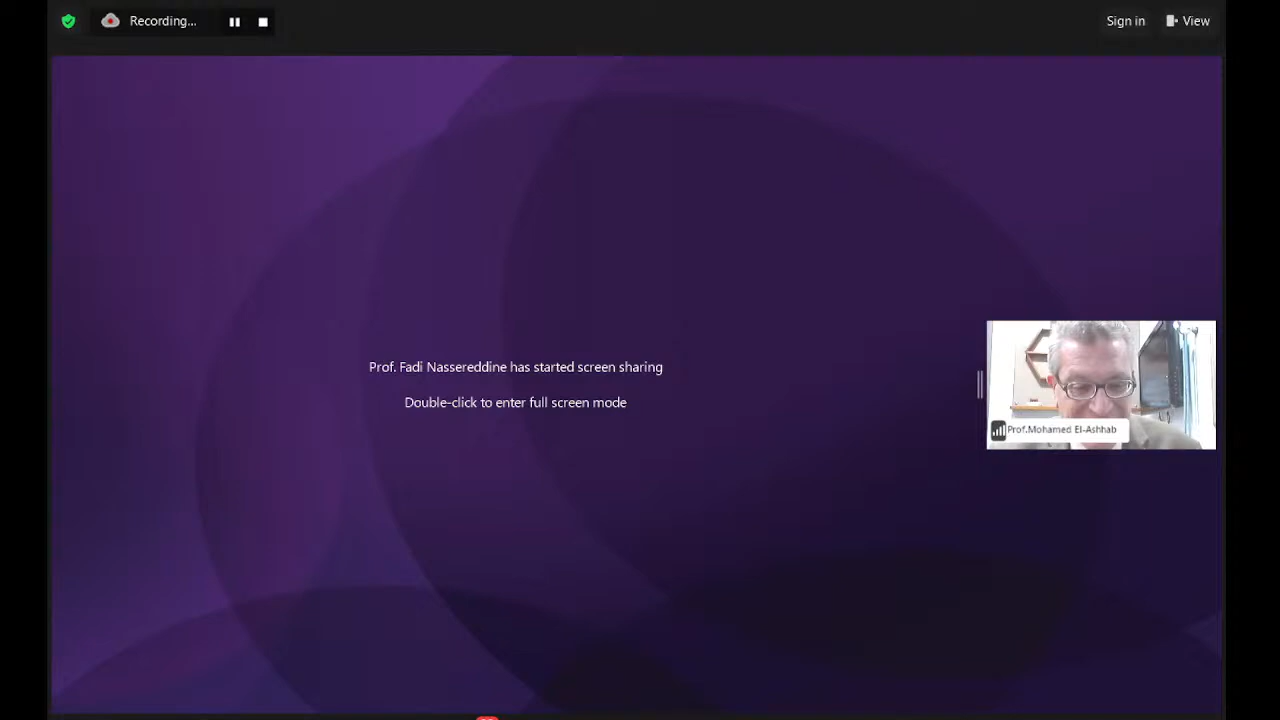 Recording...
Sign in
View
Prof. Fadi Nassereddine has started screen sharing
Double-click to enter full screen mode
Prof.Mohamed El-Ashhab